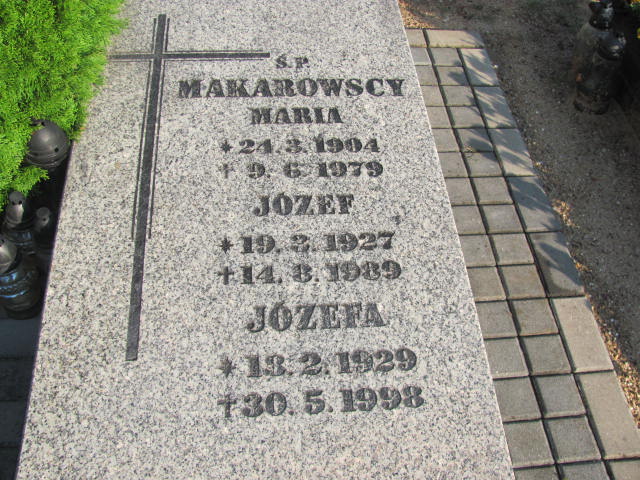 Ś. P.
MAKAROWSCY
MARIA
* 24. 3. 1904
† 9. 6. 1979
JÓZEF
* 19. 3. 1927
† 14. 8. 1989
JÓZEFA
* 13. 2. 1929
† 30. 5. 1998